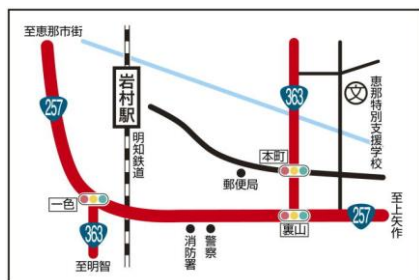 至恵那市街
257
岩村駅
明知鉄道
363
文
恵那特別支援学校
本町
郵便局
一色
363
至明智
消防署
警察
裏山
257
至上矢作